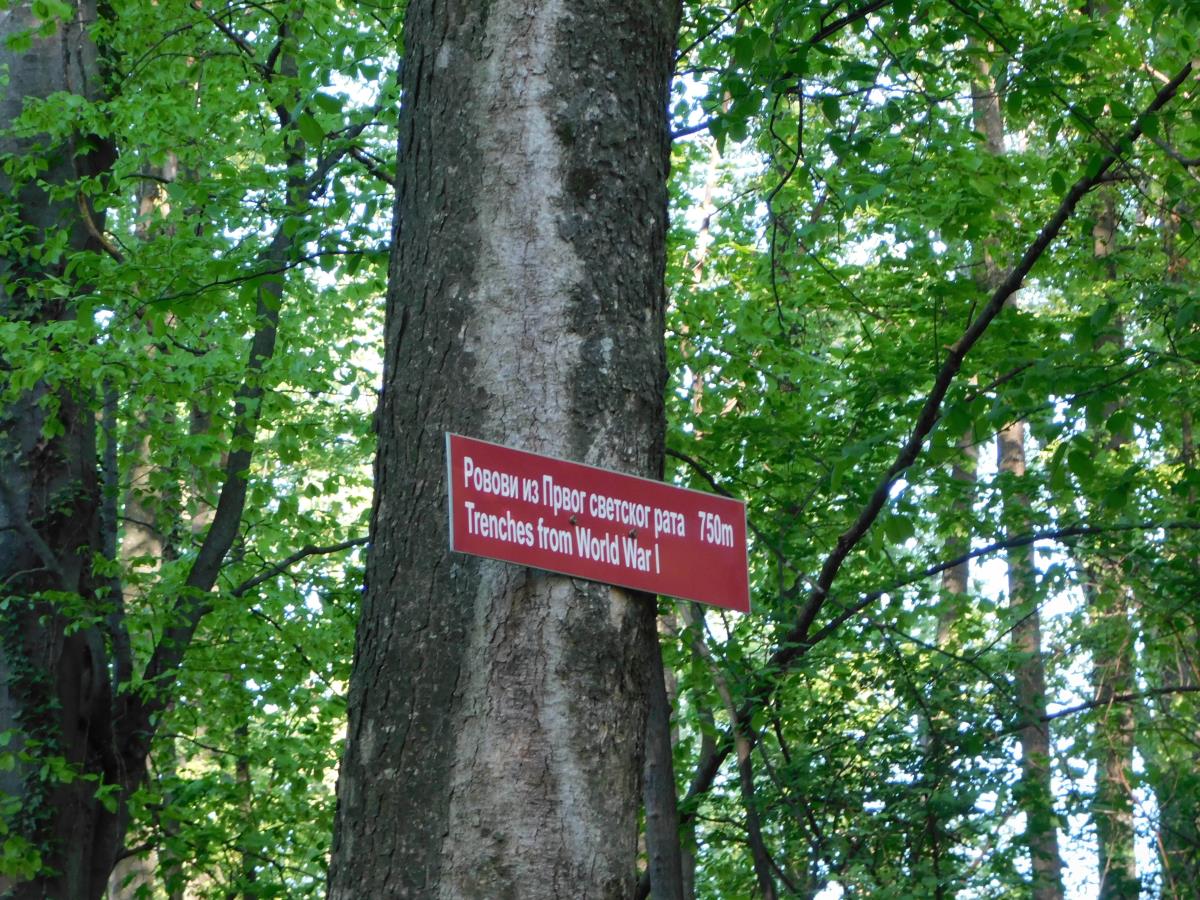 Ровови из Првог светског рата 750m
Trenches from World War I